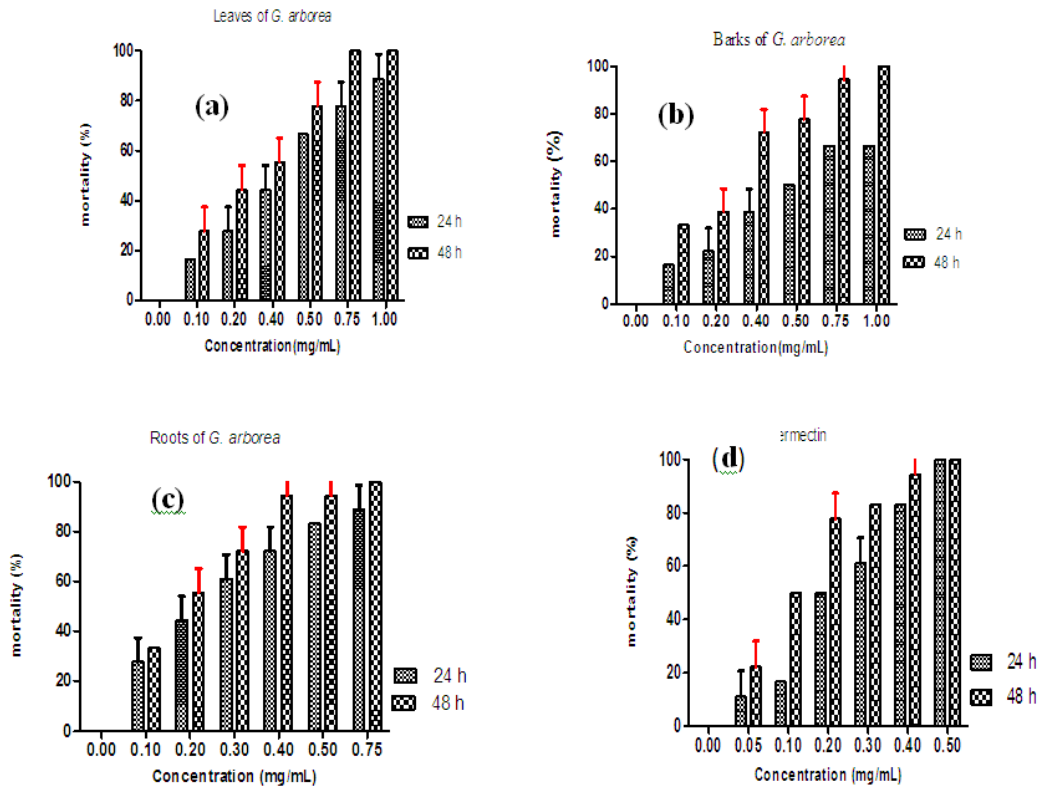 Leaves of G. arborea
(a)
mortality (%)
100
80
60
40
20
0
0.00 0.10 0.20 0.40 0.50 0.75 1.00
Concentration(mg/mL)
24 h
48 h
Barks of G. arborea
(b)
mortality (%)
100
80
60
40
20
0
0.00 0.10 0.20 0.40 0.50 0.75 1.00
Concentration(mg/mL)
24 h
48 h
Roots of G. arborea
(c)
mortality (%)
100
80
60
40
20
0
0.00 0.10 0.20 0.30 0.40 0.50 0.75
Concentration (mg/mL)
24 h
48 h
ermectin
(d)
mortality (%)
100
80
60
40
20
0
0.00 0.05 0.10 0.20 0.30 0.40 0.50
Concentration (mg/mL)
24 h
48 h